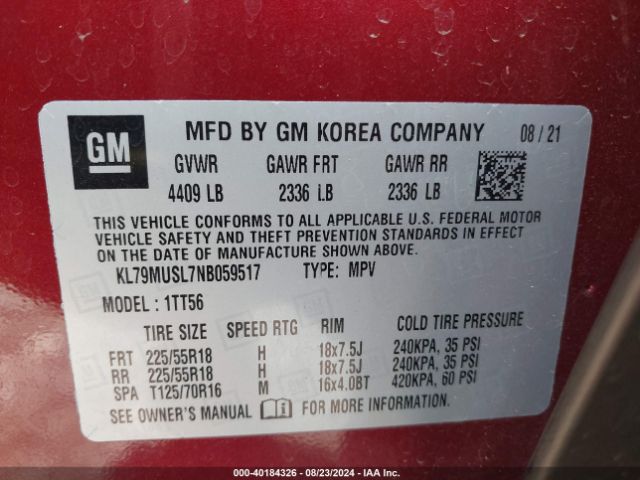 GM
MFD BY GM KOREA COMPANY 08 / 21
GVWR GAWR FRT GAWR RR
4409 LB 2336 LB 2336 LB
THIS VEHICLE CONFORMS TO ALL APPLICABLE U.S. FEDERAL MOTOR
VEHICLE SAFETY AND THEFT PREVENTION STANDARDS IN EFFECT
ON THE DATE OF MANUFACTURE SHOWN ABOVE.
KL79MUSL7NB059517 TYPE: MPV
MODEL : 1TT56
TIRE SIZE SPEED RTG RIM COLD TIRE PRESSURE
FRT 225/55R18 H 18x7.5J 240KPA, 35 PSI
RR 225/55R18 H 18x7.5J 240KPA, 35 PSI
SPA T125/70R16 M 16x4.0BT 420KPA, 60 PSI
SEE OWNER'S MANUAL FOR MORE INFORMATION.
000-40184326 - 08/23/2024 - IAA Inc.